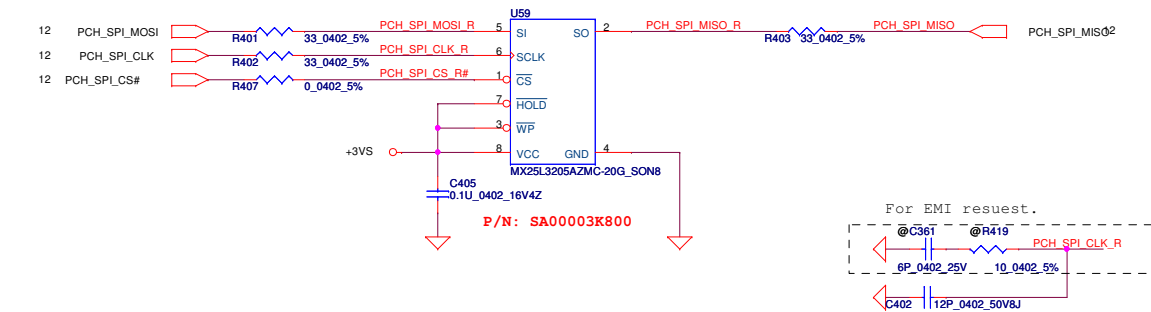 U59
12 PCH_SPI_MOSI R401 33_0402_5% PCH_SPI_MOSI_R 5 SI SO 2 PCH_SPI_MISO_R R403 33_0402_5% PCH_SPI_MISO PCH_SPI_MISO 12
12 PCH_SPI_CLK R402 33_0402_5% PCH_SPI_CLK_R 6 SCLK
12 PCH_SPI_CS# R407 0_0402_5% PCH_SPI_CS_R# 1 CS
7 HOLD
3 WP
+3VS 8 VCC GND 4
MX25L3205AZMC-20G_SON8
C405
0.1U_0402_16V4Z
P/N: SA00003K800
For EMI resuest.
@C361 @R419 PCH_SPI_CLK_R
6P_0402_25V 10_0402_5%
C402 12P_0402_50V8J